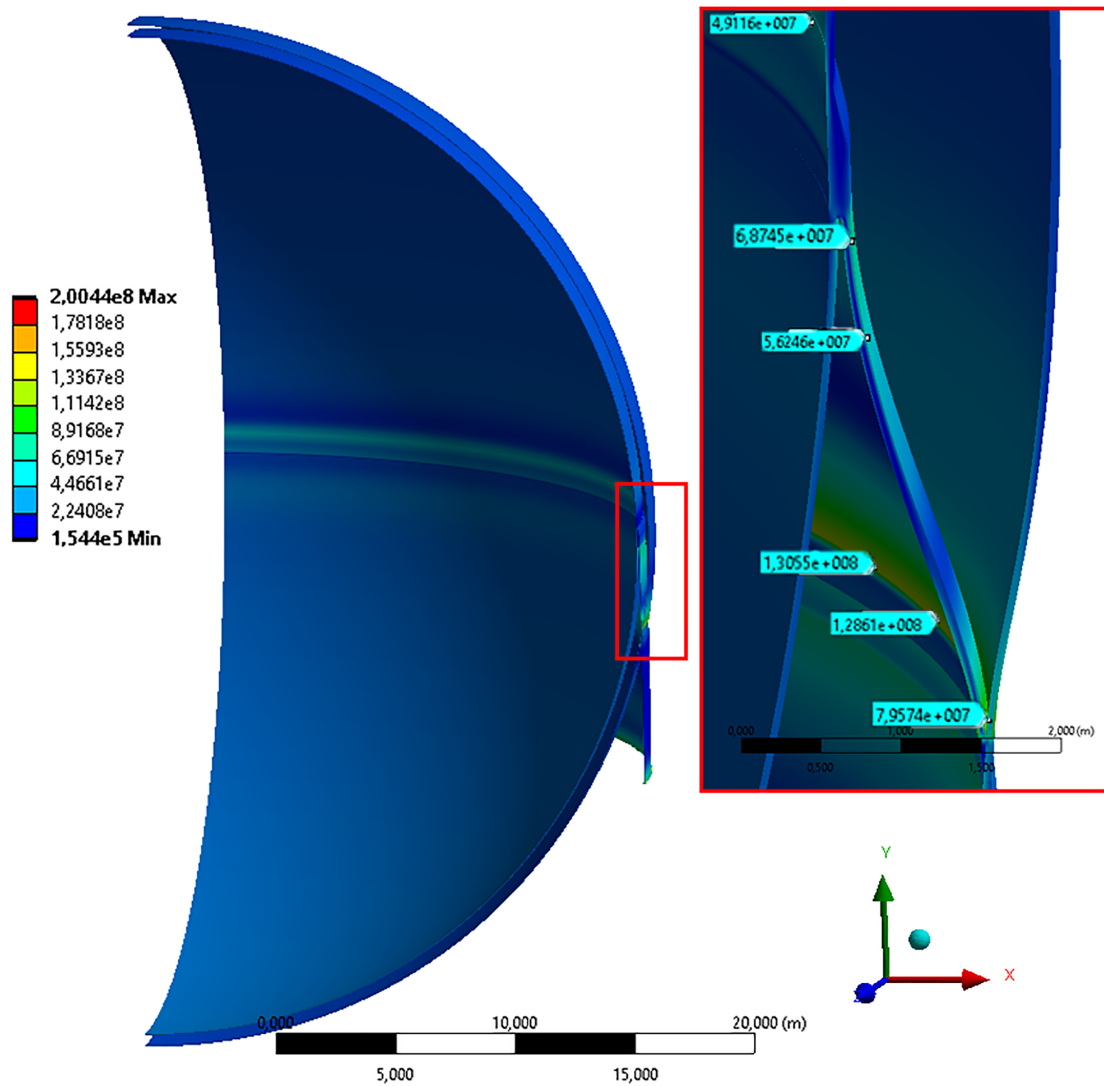 4,9116e+007
6,8745e+007
5,6246e+007
2,0044e8 Max
1,7818e8
1,5593e8
1,3367e8
1,1142e8
8,9168e7
6,6915e7
4,4661e7
2,2408e7
1,544e5 Min
1,3055e+008
1,2861e+008
7,9574e+007
0,000
1,000
2,000 (m)
0,500
1,500
Y
X
Z
0,000
10,000
20,000 (m)
5,000
15,000